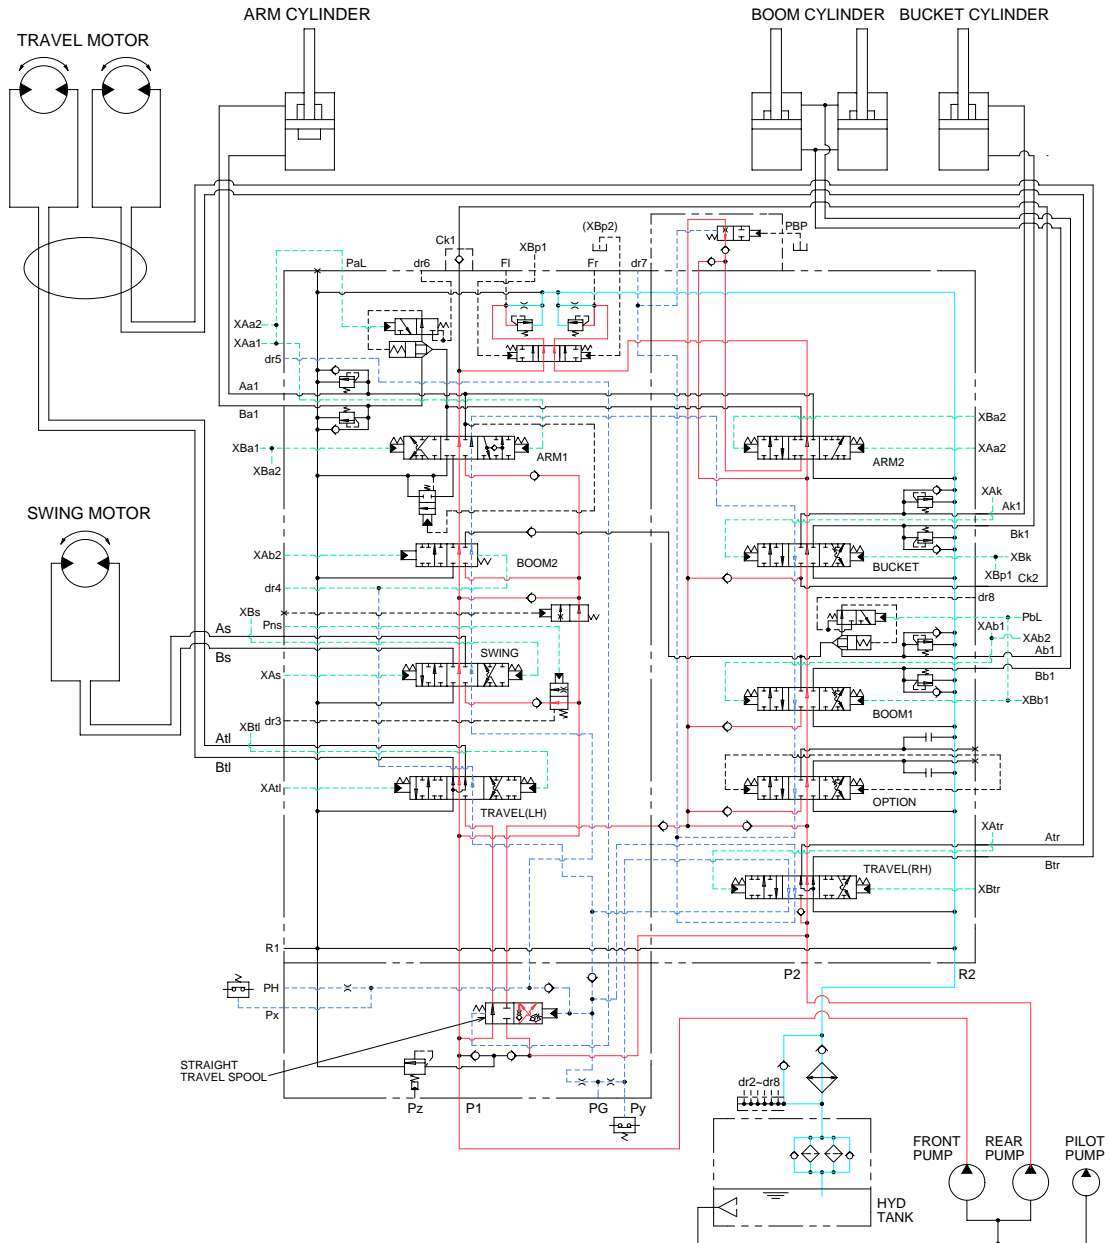 ARM CYLINDER
BOOM CYLINDER
BUCKET CYLINDER
TRAVEL MOTOR
(XBp2)
PBP
XBp1
Ck1
PaL
dr6
Fl
Fr
dr7
XAa2
XAa1
dr5
Aa1
Ba1
XBa1
XBa2
ARM1
XBa2
XAa2
ARM2
XAk
Ak1
Bk1
SWING MOTOR
XAb2
BOOM2
BUCKET
XBk
XBp1
Ck2
dr4
dr8
XBs
Pns
PbL
XAb1
XAb2
As
Bs
SWING
Ab1
Bb1
XAs
XBb1
BOOM1
dr3
XBtl
Atl
Btl
XAtl
TRAVEL(LH)
OPTION
XAtr
Atr
Btr
TRAVEL(RH)
XBtr
R1
P2
R2
PH
Px
STRAIGHT
TRAVEL SPOOL
dr2~dr8
Pz
P1
PG
Py
FRONT
PUMP
REAR
PUMP
PILOT
PUMP
HYD
TANK